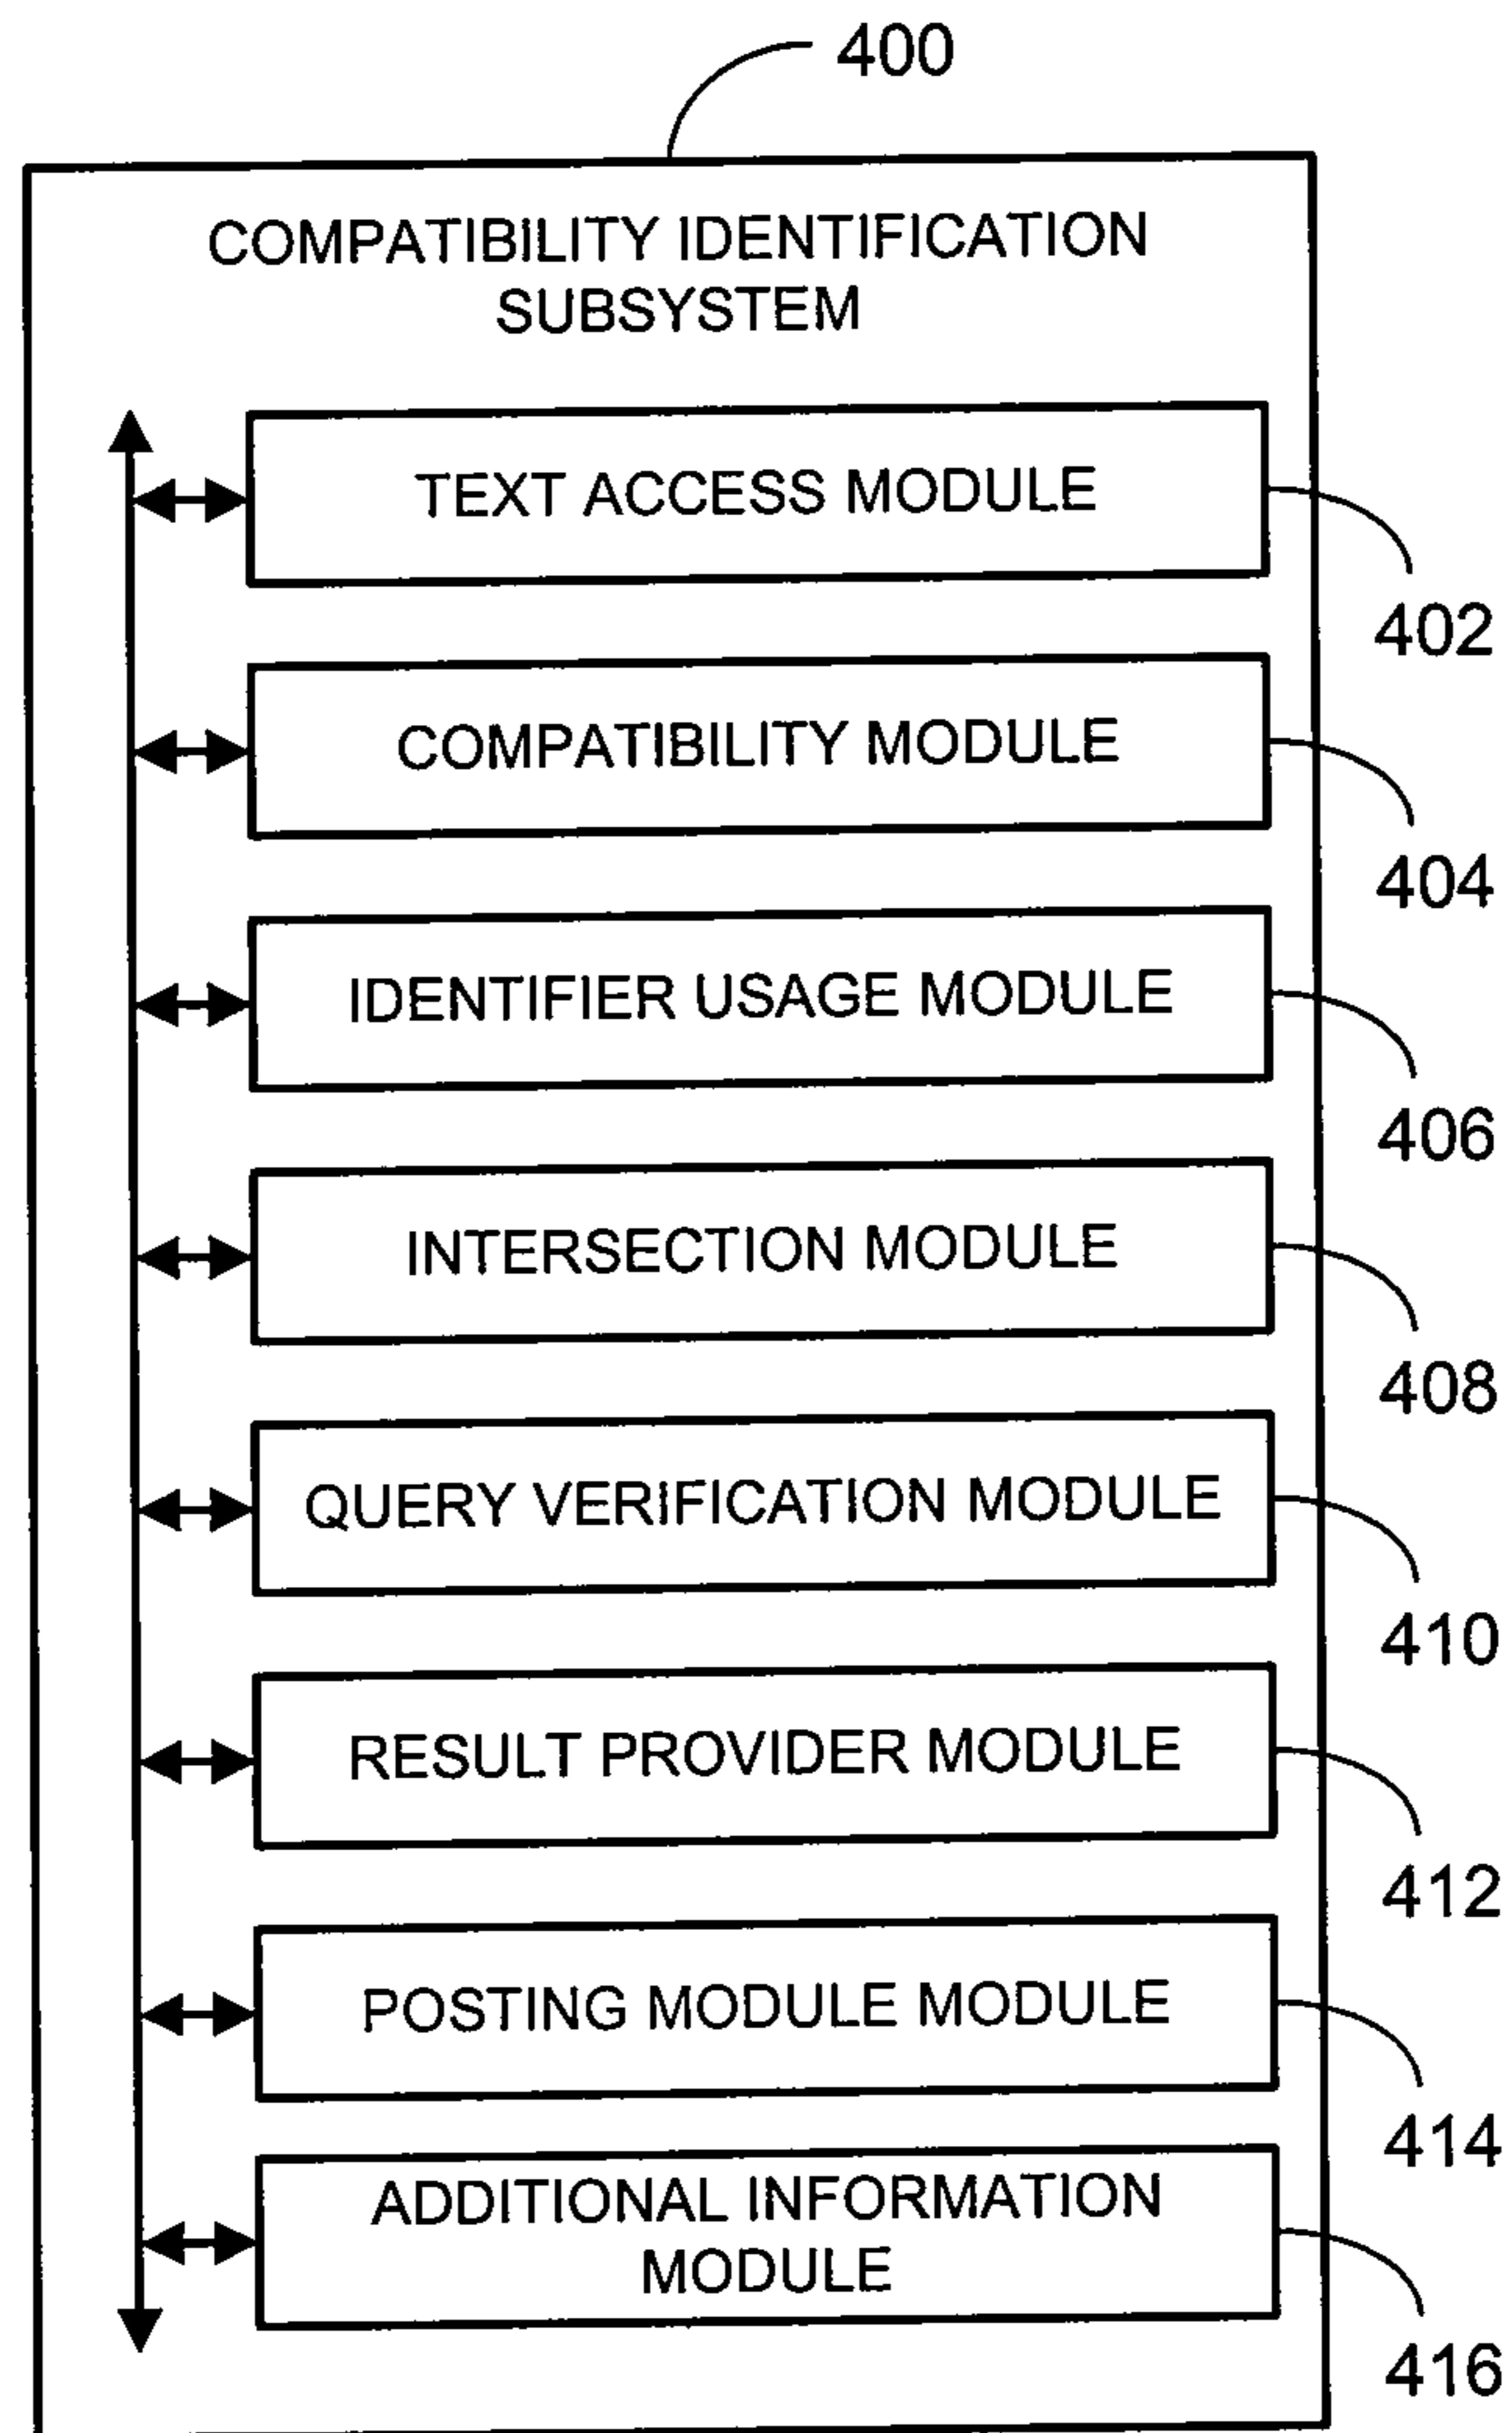 400
COMPATIBILITY IDENTIFICATION
SUBSYSTEM
TEXT ACCESS MODULE
402
COMPATIBILITY MODULE
404
IDENTIFIER USAGE MODULE
406
INTERSECTION MODULE
408
QUERY VERIFICATION MODULE
410
RESULT PROVIDER MODULE
412
POSTING MODULE MODULE
414
ADDITIONAL INFORMATION
MODULE
416